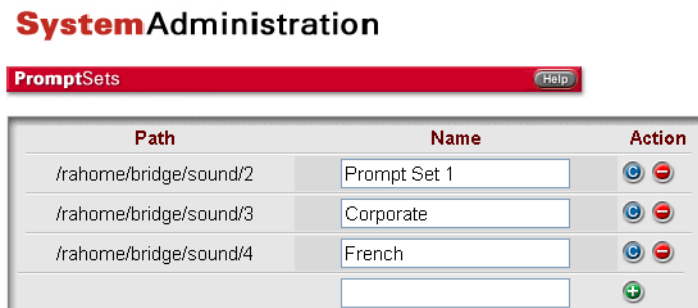 SystemAdministration
PromptSets Help
Path Name Action
/rahome/bridge/sound/2 Prompt Set 1 C
/rahome/bridge/sound/3 Corporate C
/rahome/bridge/sound/4 French C